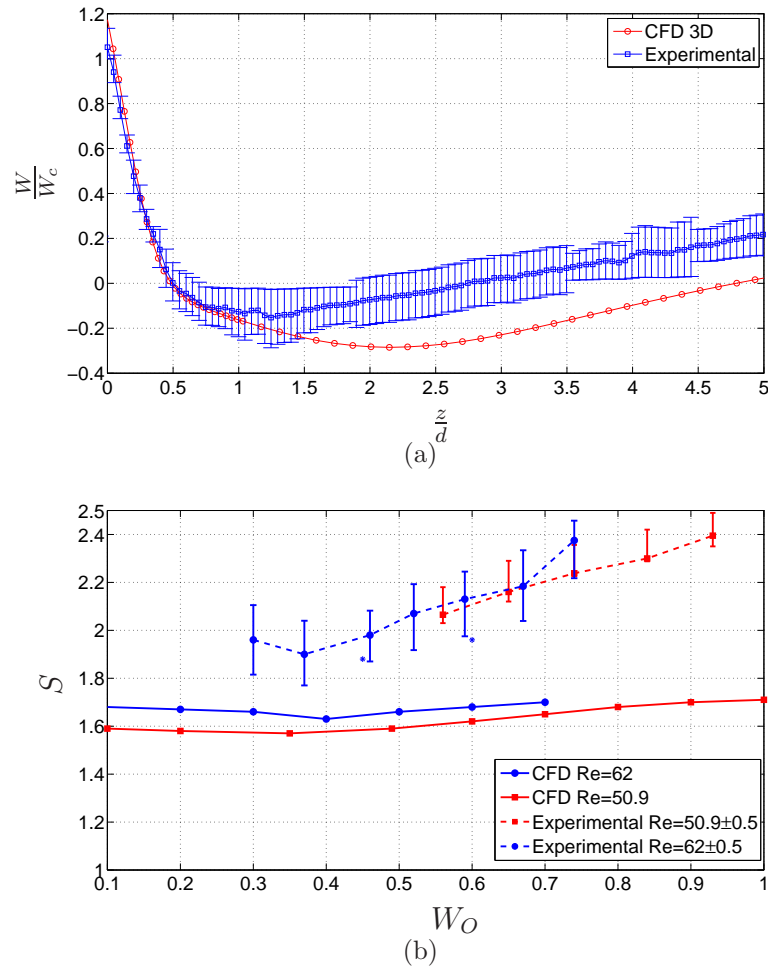 1.2
1
0.8
0.6
0.4
0.2
0
−0.2
−0.4
W
W_c
CFD 3D
Experimental
0 0.5 1 1.5 2 2.5 3 3.5 4 4.5 5
z
d
(a)
2.5
2.4
2.2
2
1.8
1.6
1.4
1.2
1
S
CFD Re=62
CFD Re=50.9
Experimental Re=50.9±0.5
Experimental Re=62±0.5
0.1 0.2 0.3 0.4 0.5 0.6 0.7 0.8 0.9 1
W_O
(b)